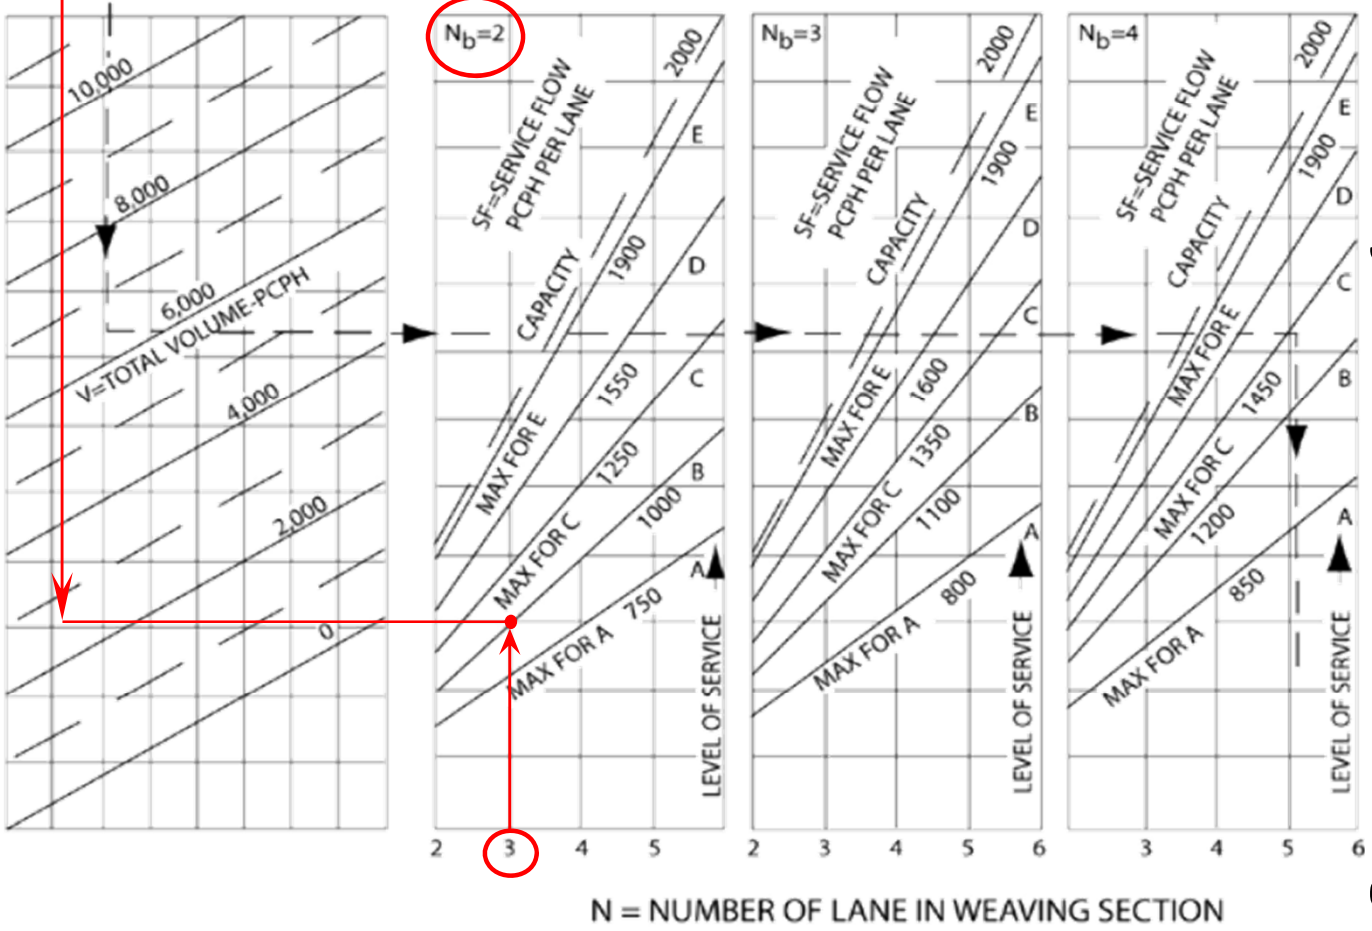 10,000
8,000
6,000
V=TOTAL VOLUME-PCPH
4,000
2,000
0
Nb=2
SF=SERVICE FLOW
PCPH PER LANE
2000
E
CAPACITY
1900
D
1550
C
MAX FOR E
1250
B
1000
MAX FOR C
A
750
MAX FOR A
LEVEL OF SERVICE
2 3 4 5
Nb=3
SF=SERVICE FLOW
PCPH PER LANE
2000
E
1900
CAPACITY
D
C
1600
MAX FOR E
B
1350
1100
MAX FOR C
A
800
MAX FOR A
LEVEL OF SERVICE
2 3 4 5 6
Nb=4
SF=SERVICE FLOW
PCPH PER LANE
2000
E
1900
D
CAPACITY
C
MAX FOR E
B
1450
MAX FOR C
1200
A
850
MAX FOR A
LEVEL OF SERVICE
3 4 5 6
N = NUMBER OF LANE IN WEAVING SECTION